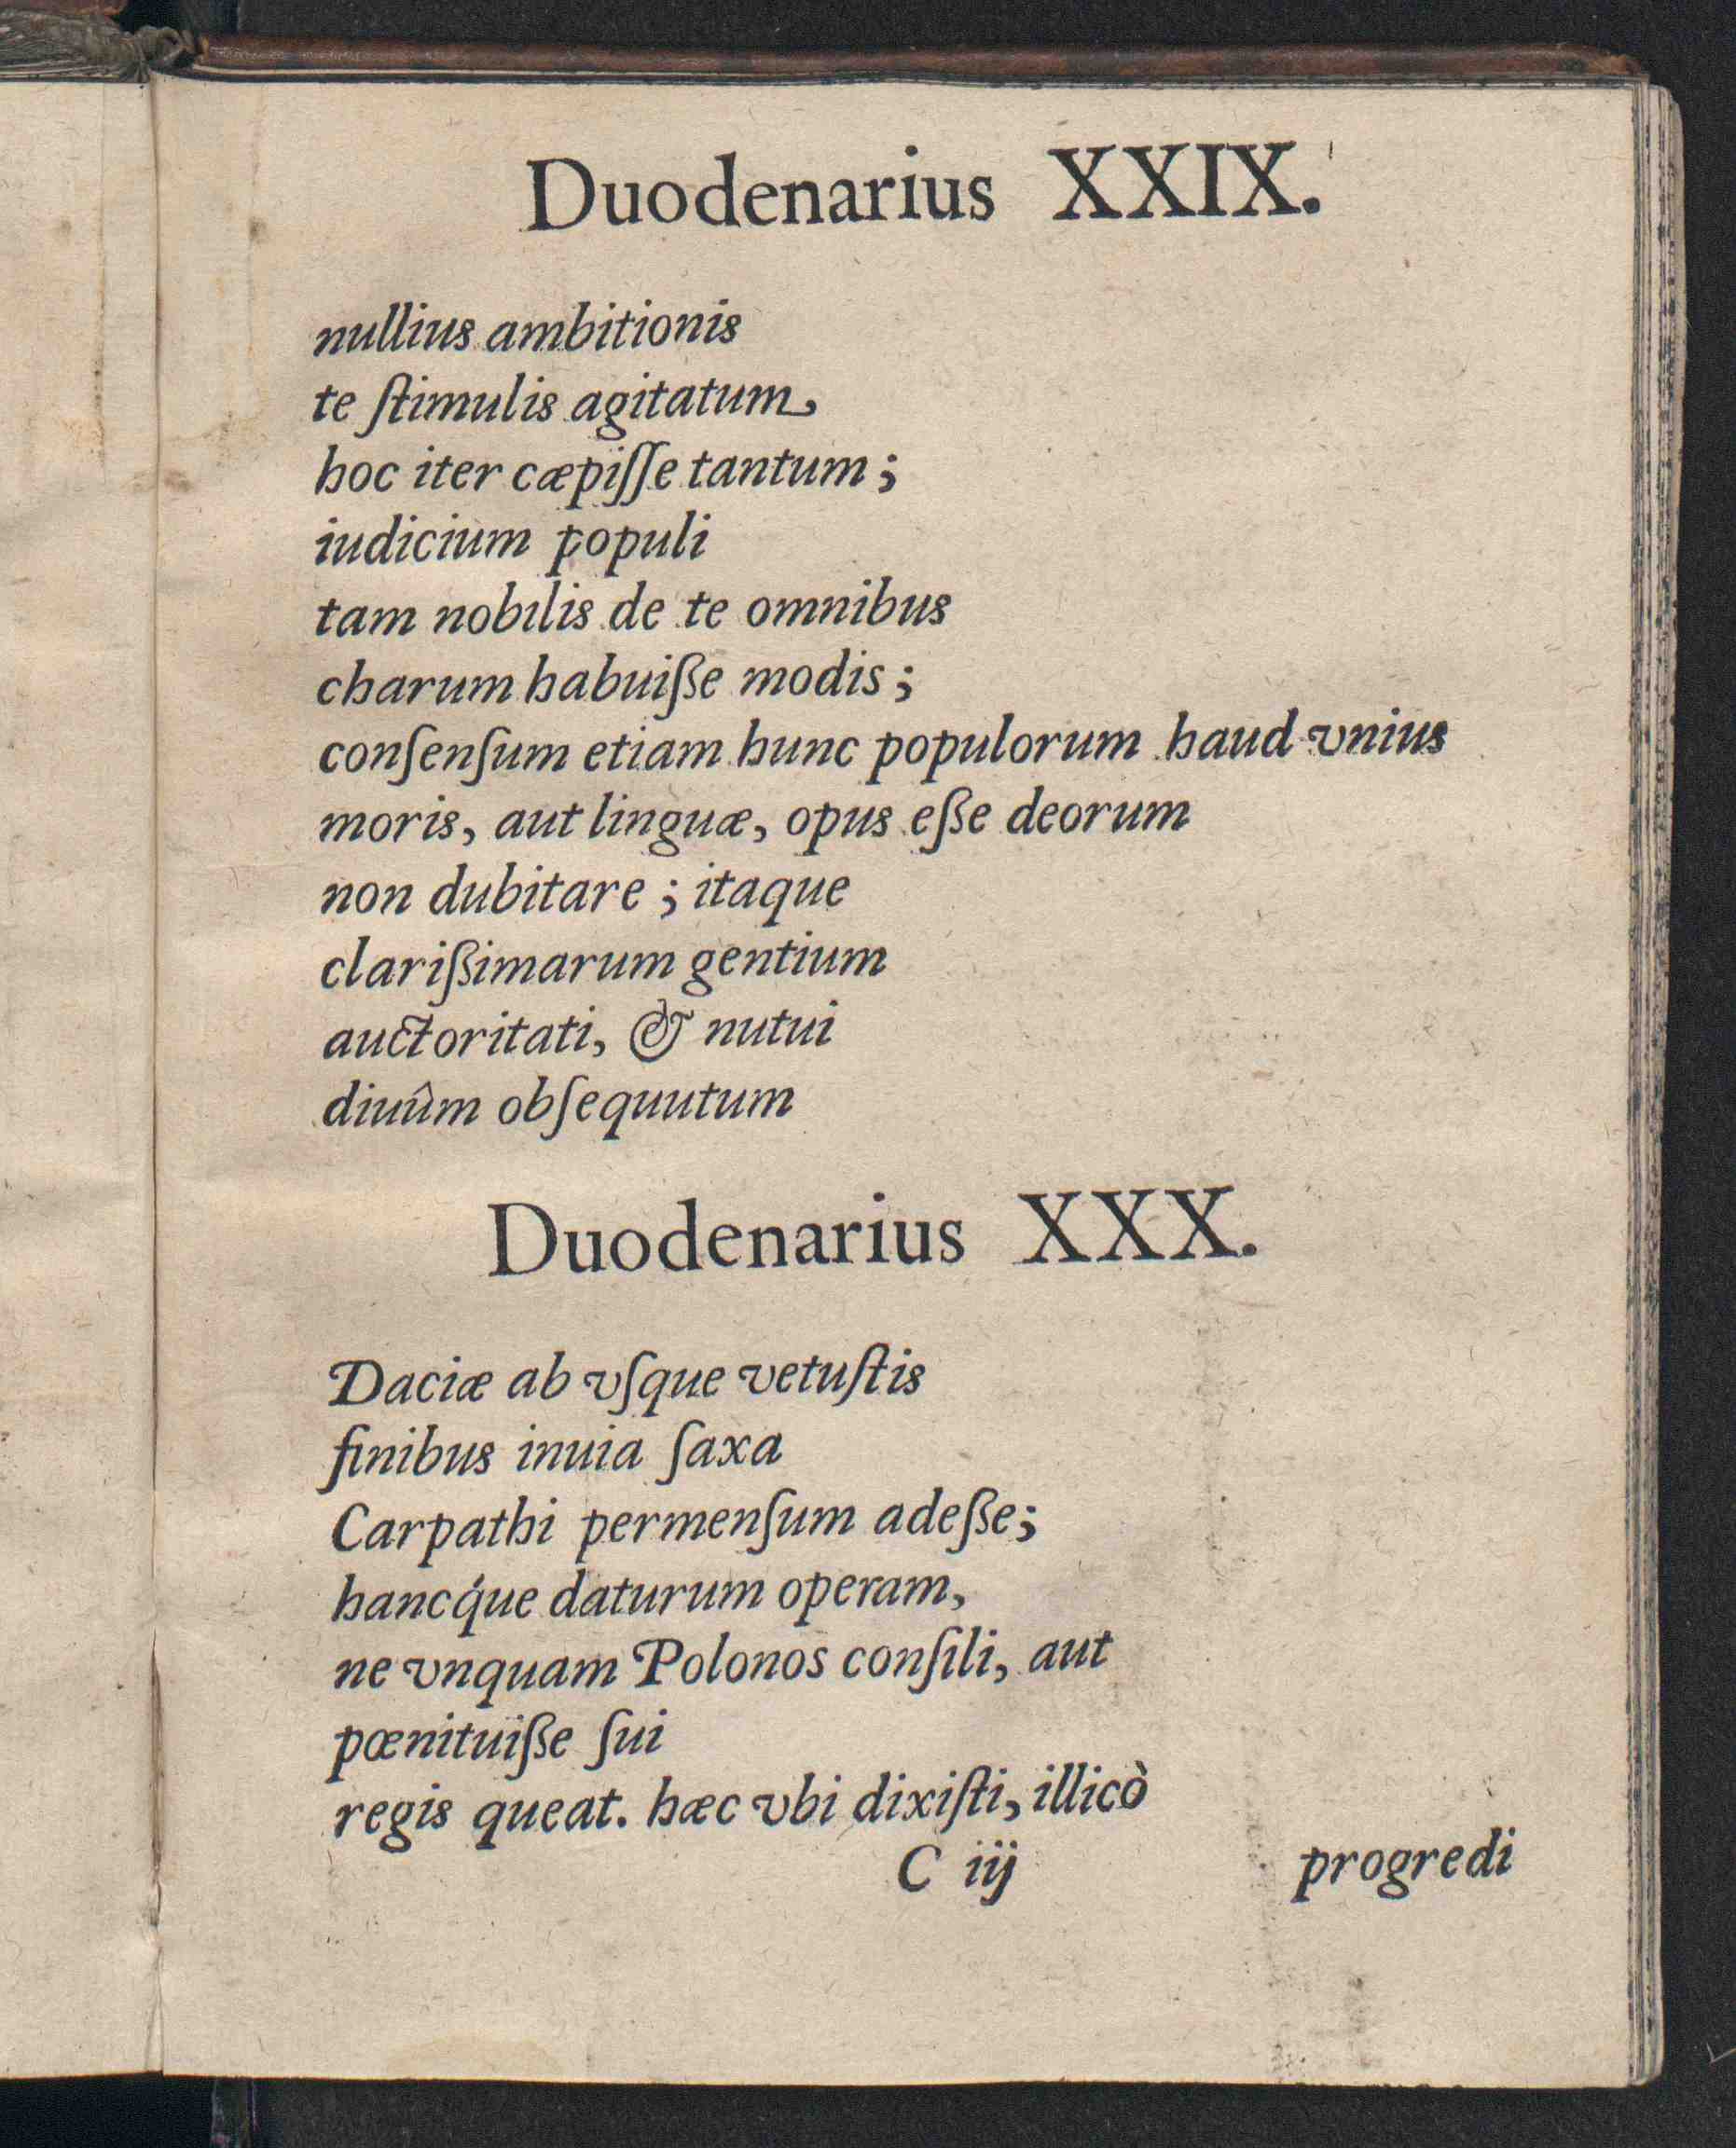 Duodenarius XXIX.
nullius ambitionis
te ſtimulis agitatum,
hoc iter cæpiſſe tantum;
iudicium populi
tam nobilis de te omnibus
charum habuiſſe modis;
conſenſum etiam hunc populorum haud vnius
moris, aut linguæ, opus eſſe deorum
non dubitare; itaque
clariſſimarum gentium
auctoritati, & nutui
diuûm obſequutum
Duodenarius XXX.
Daciæ ab vſque vetuſtis
finibus inuia ſaxa
Carpathi permenſum adeſſe;
hancq́ue daturum operam,
ne vnquam Polonos conſili, aut
pœnituiſſe ſui
regis queat. hæc vbi dixiſti, illicò
C iij
progredi